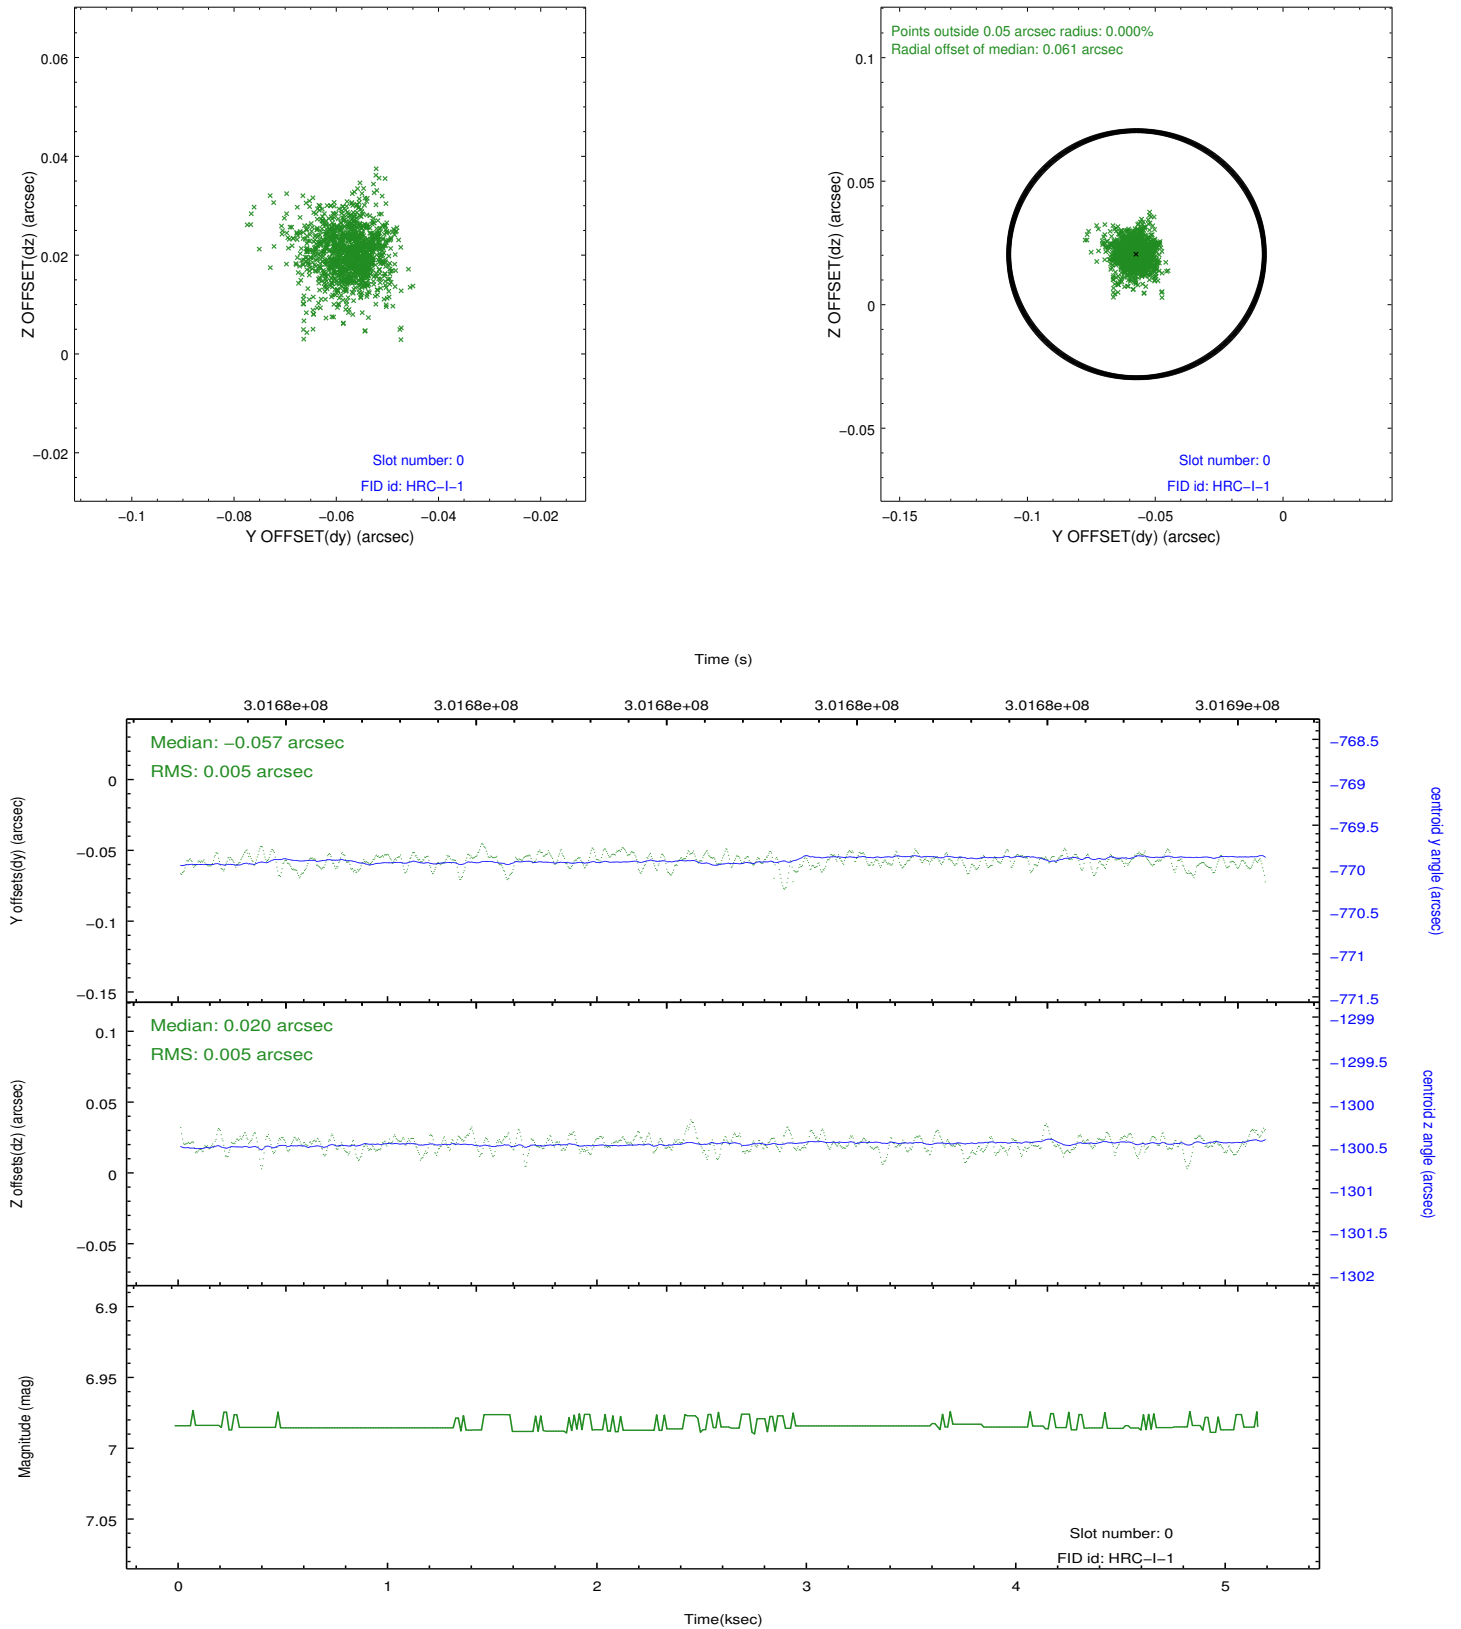 0.06
0.04
0.02
0
−0.02
Z OFFSET(dz) (arcsec)
Slot number: 0
FID id: HRC−I−1
−0.1
−0.08
−0.06
−0.04
−0.02
Y OFFSET(dy) (arcsec)
Points outside 0.05 arcsec radius: 0.000%
Radial offset of median: 0.061 arcsec
0.1
0.05
0
−0.05
Z OFFSET(dz) (arcsec)
Slot number: 0
FID id: HRC−I−1
−0.15
−0.1
−0.05
0
Y OFFSET(dy) (arcsec)
Time (s)
3.0168e+08
3.0168e+08
3.0168e+08
3.0168e+08
3.0168e+08
3.0169e+08
Median: −0.057 arcsec
RMS: 0.005 arcsec
0
−0.05
−0.1
−0.15
Y offsets(dy) (arcsec)
−768.5
−769
−769.5
−770
−770.5
−771
−771.5
centroid y angle (arcsec)
Median: 0.020 arcsec
RMS: 0.005 arcsec
0.1
0.05
0
−0.05
Z offsets(dz) (arcsec)
−1299
−1299.5
−1300
−1300.5
−1301
−1301.5
−1302
centroid z angle (arcsec)
6.9
6.95
7
7.05
Magnitude (mag)
Slot number: 0
FID id: HRC−I−1
0
1
2
3
4
5
Time(ksec)